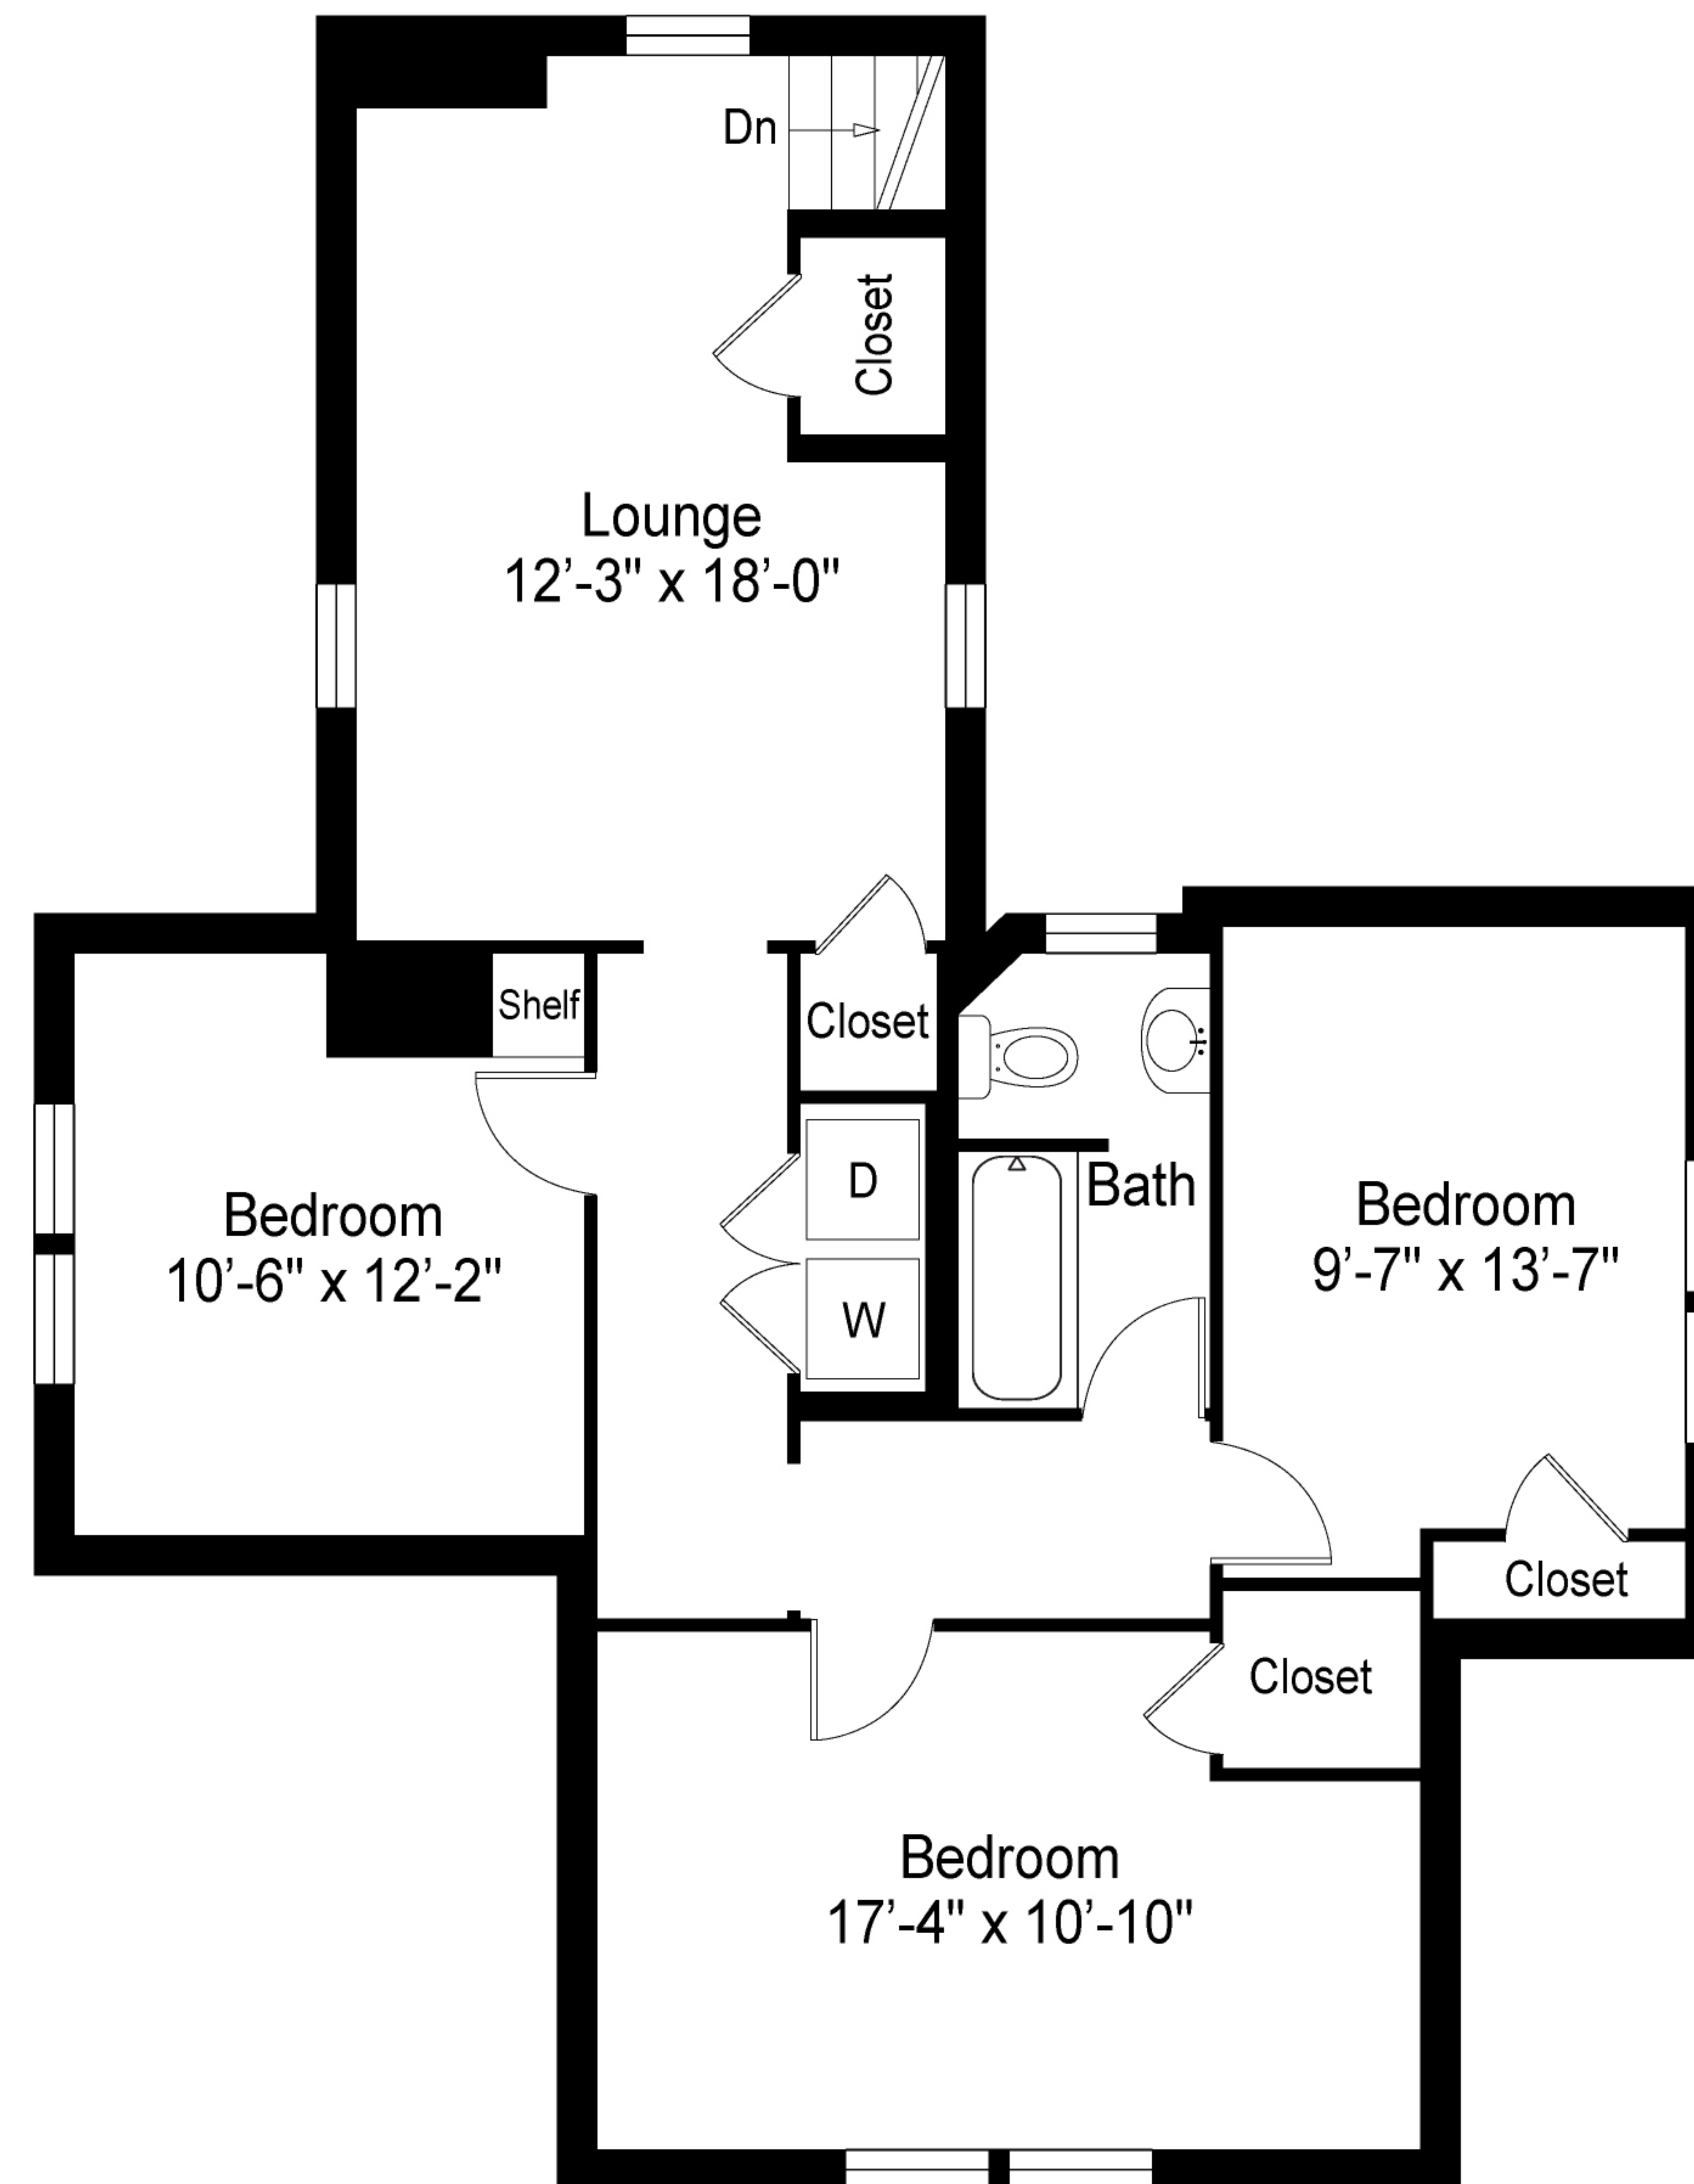 Dn
Closet
Lounge
12'-3" x 18'-0"
Shelf
Closet
D
W
Bath
Bedroom
10'-6" x 12'-2"
Bedroom
9'-7" x 13'-7"
Closet
Closet
Bedroom
17'-4" x 10'-10"